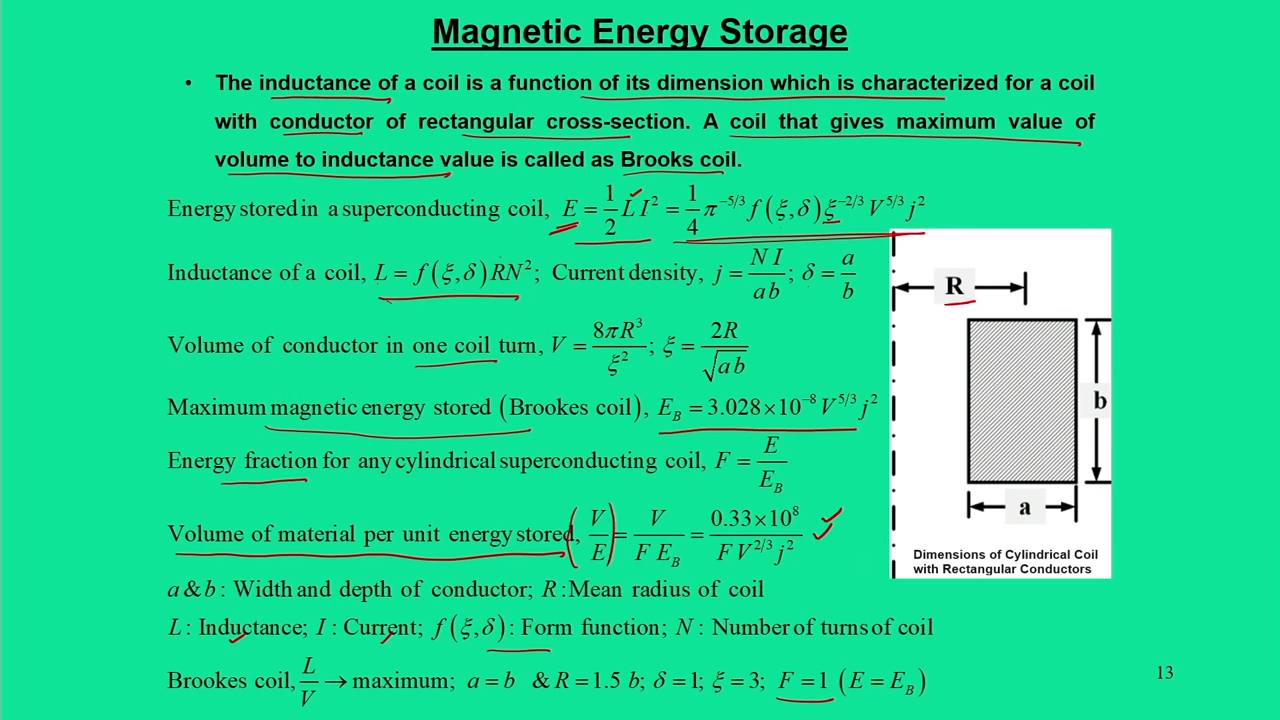 Magnetic Energy Storage
• The inductance of a coil is a function of its dimension which is characterized for a coil
with conductor of rectangular cross-section. A coil that gives maximum value of
volume to inductance value is called as Brooks coil.
Energy stored in a superconducting coil, E = 1/2 L I² = 1/4 π^(-5/3) f(ξ,δ) ξ^(-2/3) V^(5/3) j²
Inductance of a coil, L = f(ξ,δ)RN²; Current density, j = NI/ab; δ = a/b
Volume of conductor in one coil turn, V = 8πR³/ξ²; ξ = 2R/√ab
Maximum magnetic energy stored (Brookes coil), E_B = 3.028×10⁻⁸ V^(5/3) j²
Energy fraction for any cylindrical superconducting coil, F = E/E_B
Volume of material per unit energy stored, (V/E) = V/(F E_B) = 0.33×10⁸/(F V^(2/3) j²)
a & b : Width and depth of conductor; R : Mean radius of coil
L : Inductance; I : Current; f(ξ,δ) : Form function; N : Number of turns of coil
Brookes coil, L/V → maximum; a = b & R = 1.5 b; δ = 1; ξ = 3; F = 1 (E = E_B)
R
b
a
Dimensions of Cylindrical Coil
with Rectangular Conductors
13